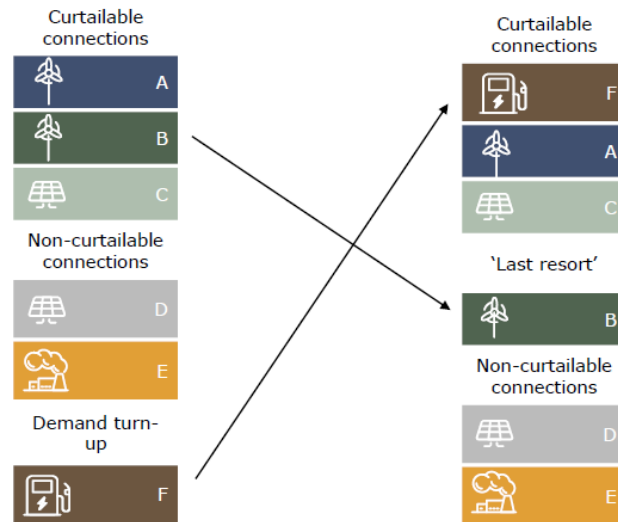 Curtailable
connections
A
B
C
Non-curtailable
connections
D
E
Demand turn-
up
F
Curtailable
connections
F
A
C
‘Last resort’
B
Non-curtailable
connections
D
E